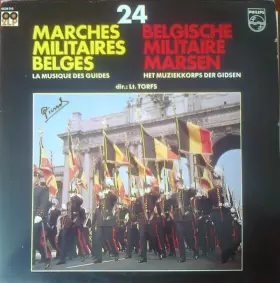 24
MARCHES
MILITAIRES
BELGES
LA MUSIQUE DES GUIDES
BELGISCHE
MILITAIRE
MARSEN
HET MUZIEKKORPS DER GIDSEN
dir.: Lt. TORFS
PHILIPS